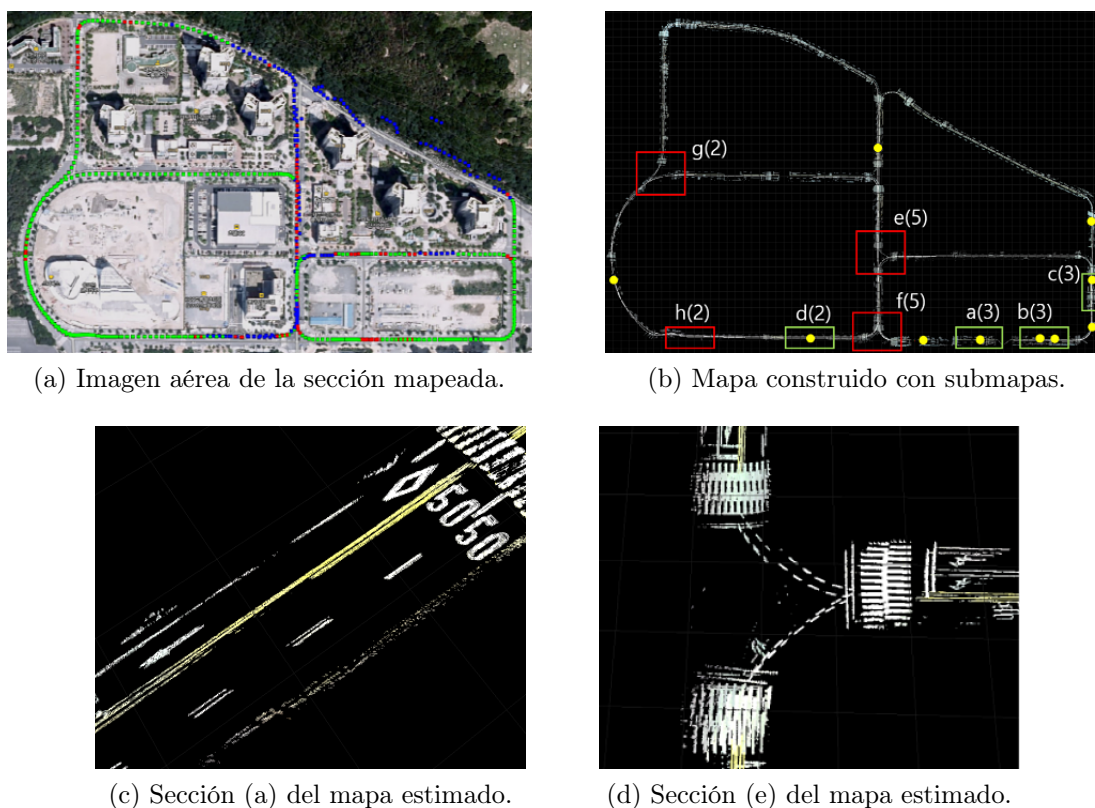 (a) Imagen aérea de la sección mapeada.
g(2)
e(5)
c(3)
h(2)
d(2)
f(5)
a(3)
b(3)
(b) Mapa construido con submapas.
5050
(c) Sección (a) del mapa estimado.
(d) Sección (e) del mapa estimado.